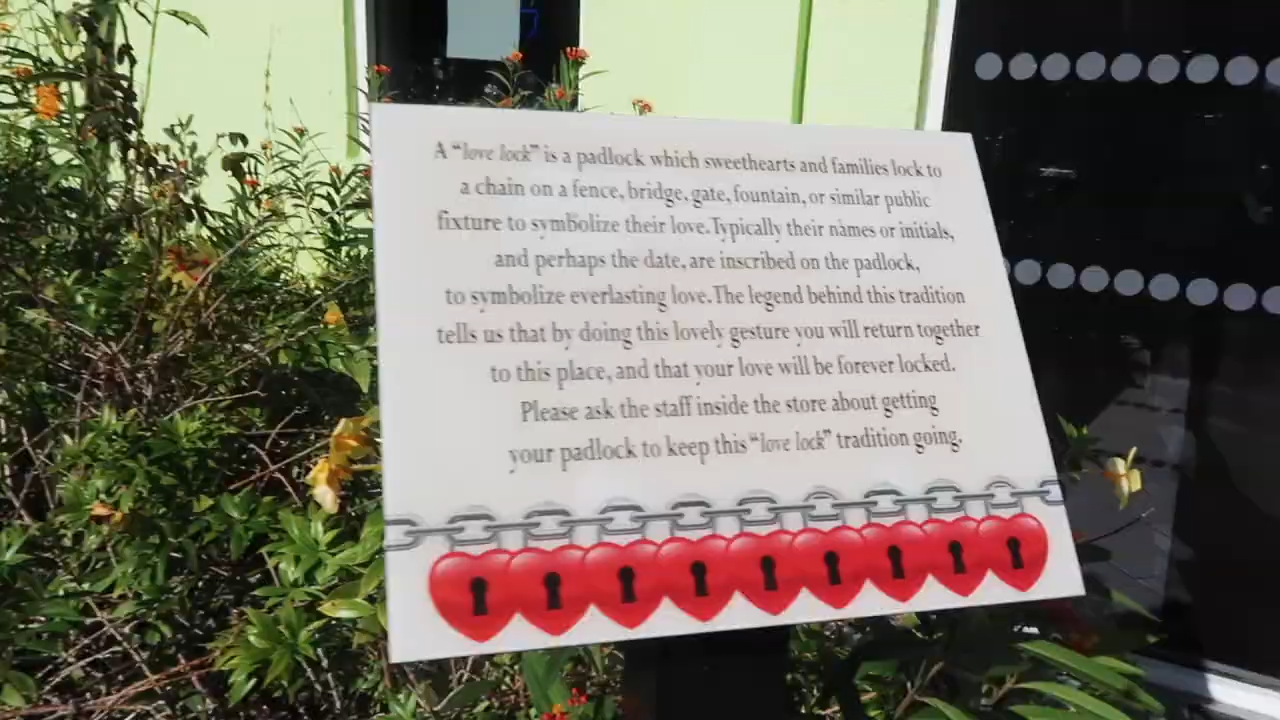 A “love lock” is a padlock which sweethearts and families lock to
a chain on a fence, bridge, gate, fountain, or similar public
fixture to symbolize their love. Typically their names or initials,
and perhaps the date, are inscribed on the padlock,
to symbolize everlasting love. The legend behind this tradition
tells us that by doing this lovely gesture you will return together
to this place, and that your love will be forever locked.
Please ask the staff inside the store about getting
your padlock to keep this “love lock” tradition going.